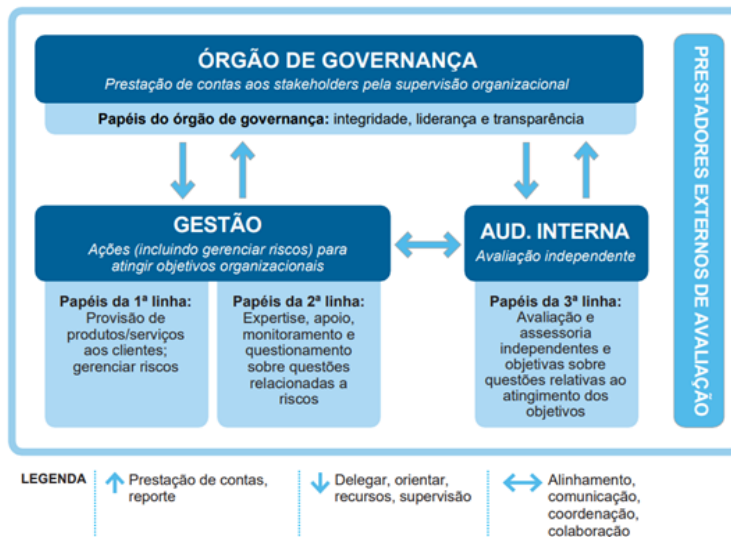 ÓRGÃO DE GOVERNANÇA
Prestação de contas aos stakeholders pela supervisão organizacional
Papéis do órgão de governança: integridade, liderança e transparência
GESTÃO
Ações (incluindo gerenciar riscos) para
atingir objetivos organizacionais
Papéis da 1ª linha:
Provisão de
produtos/serviços
aos clientes;
gerenciar riscos
Papéis da 2ª linha:
Expertise, apoio,
monitoramento e
questionamento
sobre questões
relacionadas a
riscos
AUD. INTERNA
Avaliação independente
Papéis da 3ª linha:
Avaliação e
assessoria
independentes e
objetivas sobre
questões relativas ao
atingimento dos
objetivos
PRESTADORES EXTERNOS DE AVALIAÇÃO
LEGENDA
Prestação de contas,
reporte
Delegar, orientar,
recursos, supervisão
Alinhamento,
comunicação,
coordenação,
colaboração